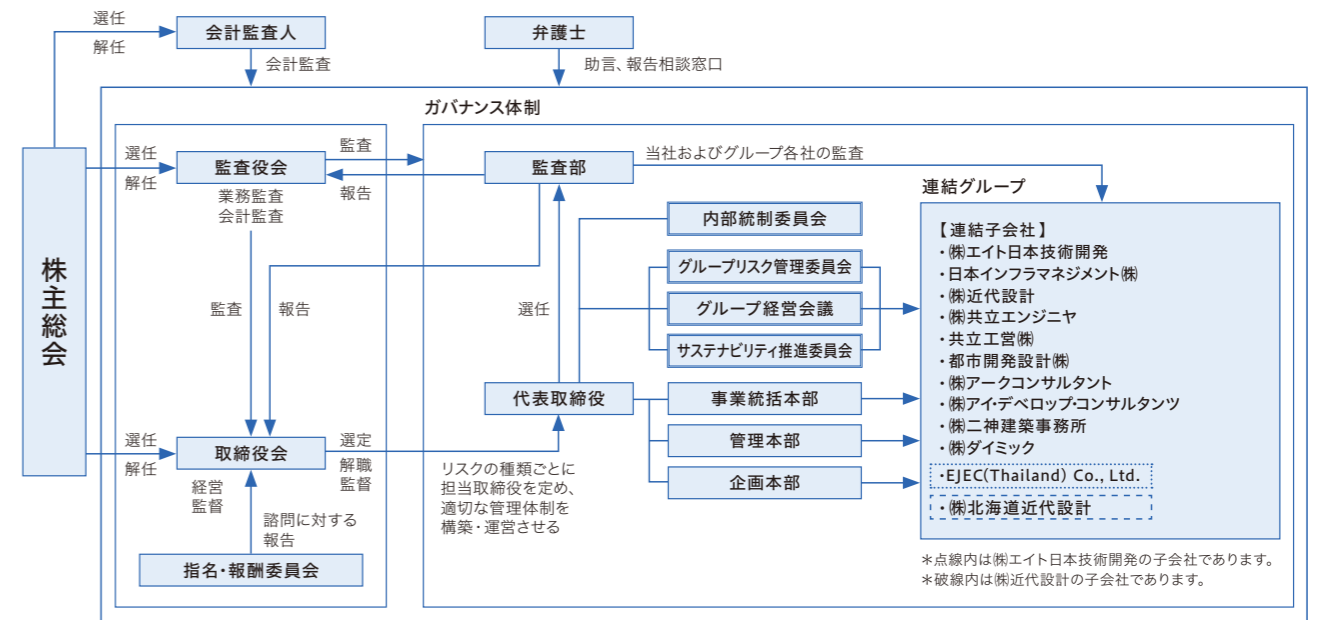 選任
解任
会計監査人
会計監査
弁護士
助言、報告相談窓口
ガバナンス体制
株主総会
選任
解任
監査役会
業務監査
会計監査
監査
報告
監査部
当社およびグループ各社の監査
連結グループ
内部統制委員会
グループリスク管理委員会
グループ経営会議
サステナビリティ推進委員会
監査
報告
選任
代表取締役
事業統括本部
管理本部
企画本部
【連結子会社】
・㈱エイト日本技術開発
・日本インフラマネジメント㈱
・㈱近代設計
・㈱共立エンジニヤ
・共立工営㈱
・都市開発設計㈱
・㈱アークコンサルタント
・㈱アイ・デベロップ・コンサルタンツ
・㈱二神建築事務所
・㈱ダイミック
・EJEC(Thailand) Co., Ltd.
・㈱北海道近代設計
選任
解任
取締役会
経営
監督
選定
解職
監督
リスクの種類ごとに
担当取締役を定め、
適切な管理体制を
構築・運営させる
諮問に対する
報告
指名・報酬委員会
＊点線内は㈱エイト日本技術開発の子会社であります。
＊破線内は㈱近代設計の子会社であります。